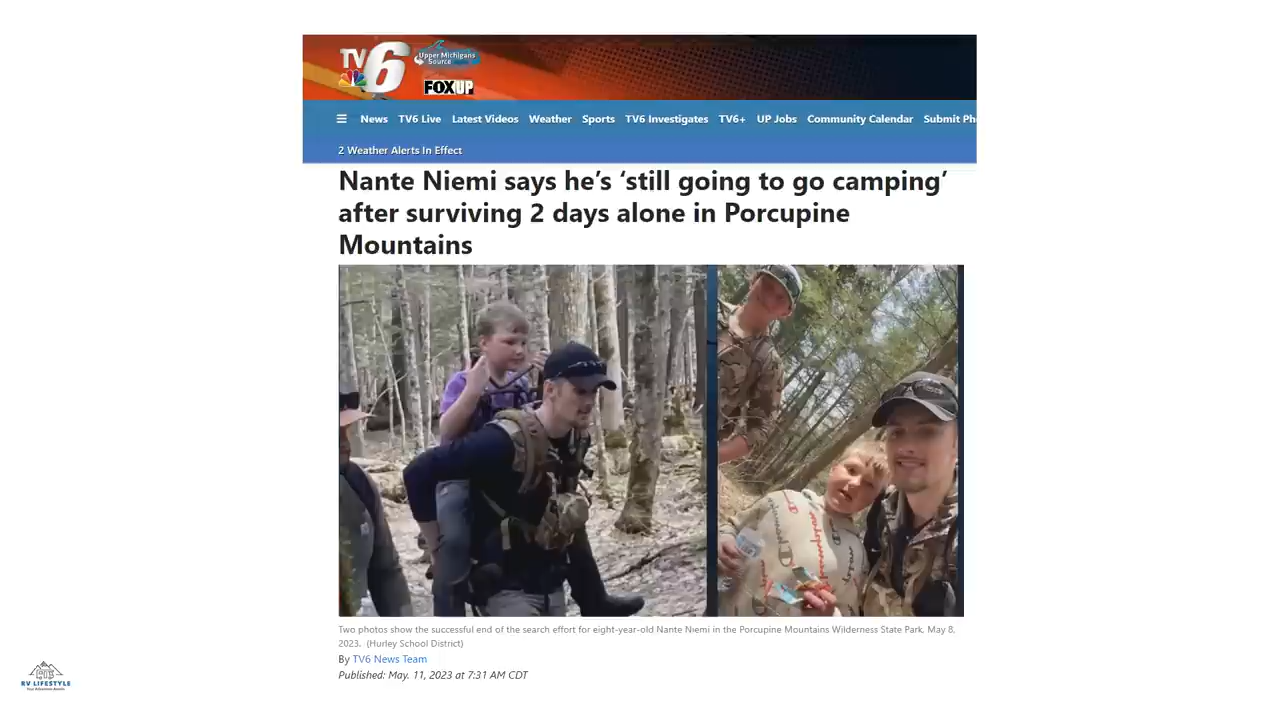 TV6
Upper Michigans
Source
FOXUP
News TV6 Live Latest Videos Weather Sports TV6 Investigates TV6+ UP Jobs Community Calendar Submit Ph
2 Weather Alerts In Effect
Nante Niemi says he’s ‘still going to go camping’
after surviving 2 days alone in Porcupine
Mountains
Champion
Two photos show the successful end of the search effort for eight-year-old Nante Niemi in the Porcupine Mountains Wilderness State Park, May 8,
2023. (Hurley School District)
By TV6 News Team
Published: May. 11, 2023 at 7:31 AM CDT
RV LIFESTYLE